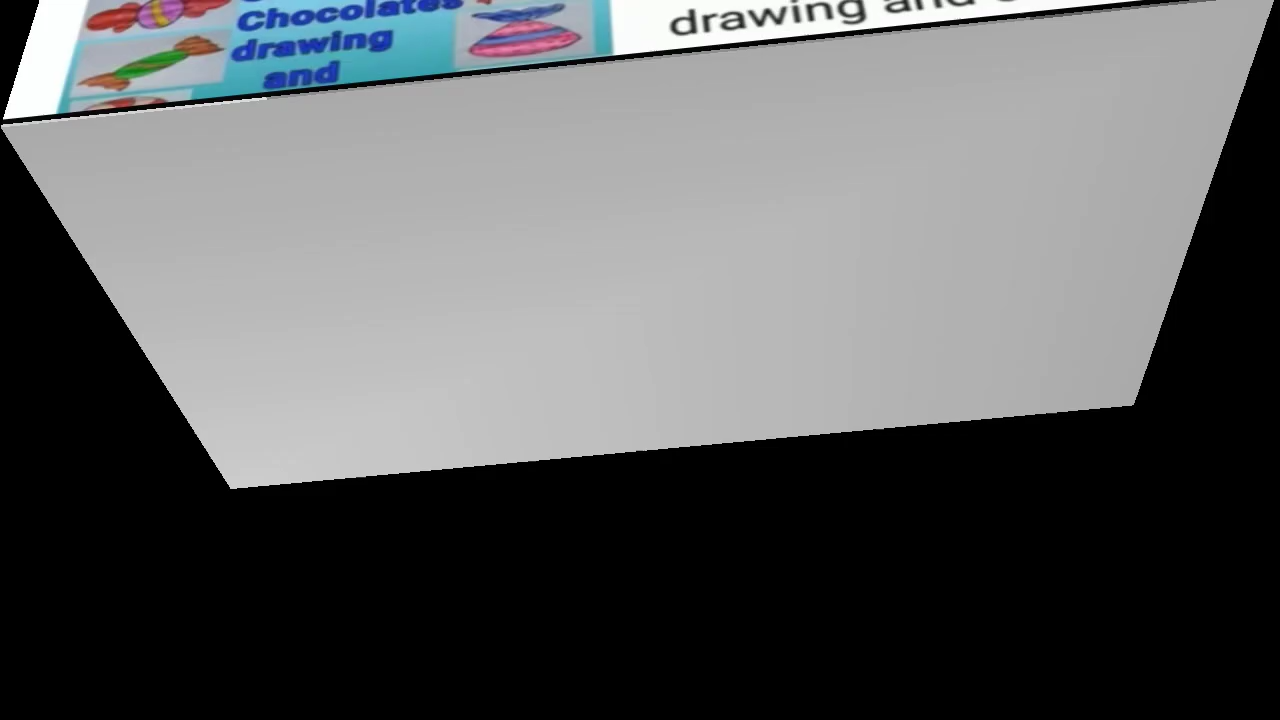 Chocolates
drawing
and
drawing and